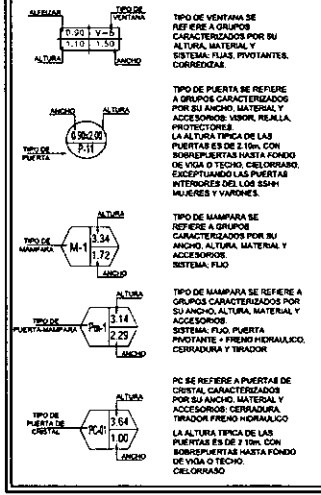 ALFEIZAR
TIPO DE
VENTANA
0.90 V-5
1.10 1.50
ALTURA
ANCHO
TIPO DE VENTANA SE
REFIERE A GRUPOS
CARACTERIZADOS POR SU
ALTURA, MATERIAL Y
SISTEMA: FIJAS, PIVOTANTES,
CORREDIZAS.
ANCHO
ALTURA
0.90x2.00
P-11
TIPO DE
PUERTA
TIPO DE PUERTA SE REFIERE
A GRUPOS CARACTERIZADOS
POR SU ANCHO, MATERIAL Y
ACCESORIOS: VISOR, REJILLA,
PROTECTORES.
LA ALTURA TIPICA DE LAS
PUERTAS ES DE 2.10m, CON
SOBREPUERTAS HASTA FONDO
DE VIGA O TECHO, CIELORRASO,
EXCEPTUANDO LAS PUERTAS
INTERIORES DEL LOS SSHH
MUJERES Y VARONES.
ALTURA
TIPO DE
MAMPARA
M-1
3.34
1.72
ANCHO
TIPO DE MAMPARA SE
REFIERE A GRUPOS
CARACTERIZADOS POR SU
ANCHO, ALTURA, MATERIAL Y
ACCESORIOS.
SISTEMA: FIJO
ALTURA
TIPO DE
PUERTA-MAMPARA
Pm-1
3.14
2.29
ANCHO
TIPO DE MAMPARA SE REFIERE A
GRUPOS CARACTERIZADOS POR
SU ANCHO, ALTURA, MATERIAL Y
ACCESORIOS.
SISTEMA: FIJO, PUERTA
PIVOTANTE + FRENO HIDRAULICO,
CERRADURA Y TIRADOR
ALTURA
TIPO DE
PUERTA DE
CRISTAL
PC-01
3.64
1.00
ANCHO
PC SE REFIERE A PUERTAS DE
CRISTAL CARACTERIZADOS
POR SU ANCHO, MATERIAL Y
ACCESORIOS: CERRADURA,
TIRADOR FRENO HIDRAULICO
LA ALTURA TIPICA DE LAS
PUERTAS ES DE 2.10m, CON
SOBREPUERTAS HASTA FONDO
DE VIGA O TECHO,
CIELORRASO